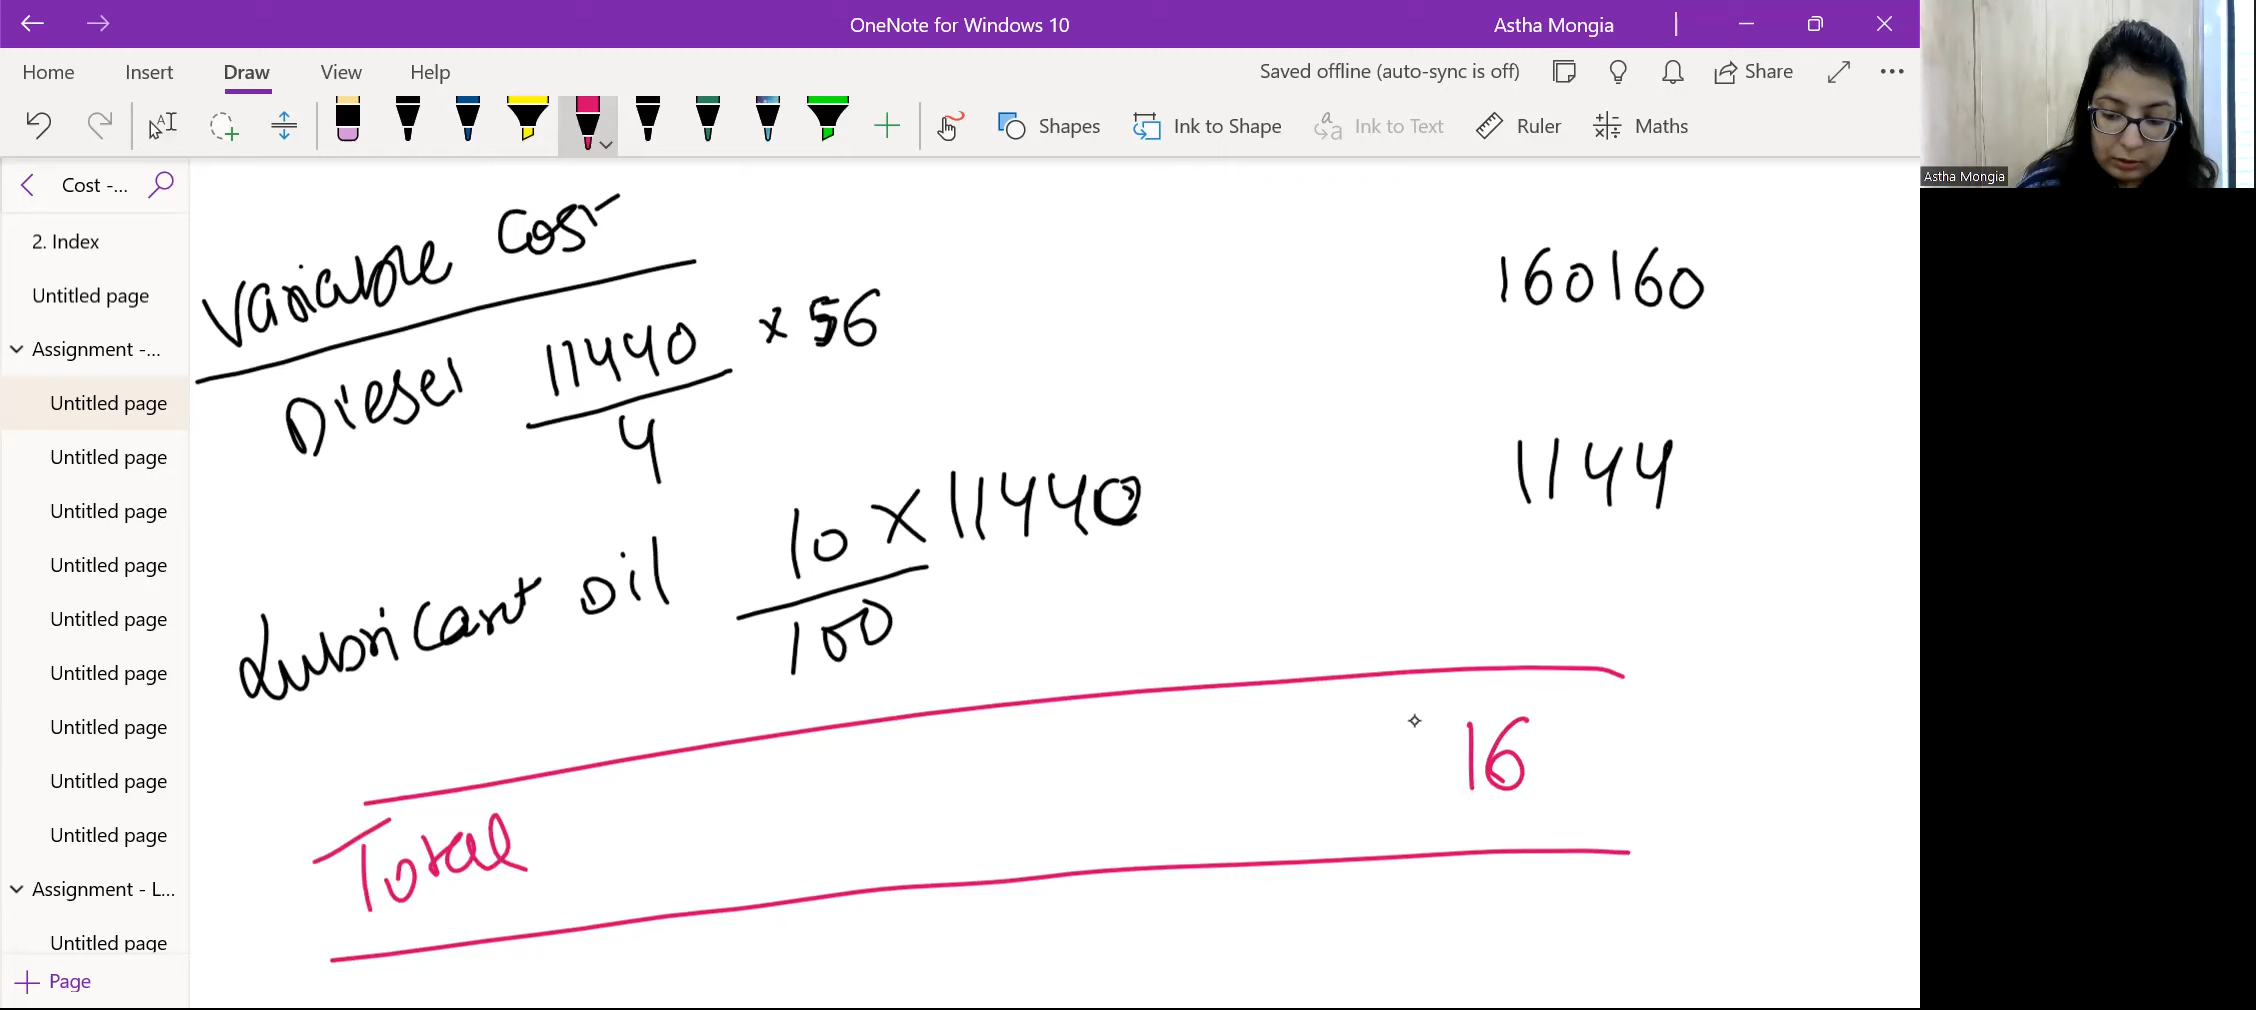 OneNote for Windows 10
Astha Mongia
Home Insert Draw View Help
Saved offline (auto-sync is off)
Share
Shapes
Ink to Shape
Ink to Text
Ruler
Maths
Cost -...
2. Index
Untitled page
Assignment -...
Untitled page
Untitled page
Untitled page
Untitled page
Untitled page
Untitled page
Untitled page
Untitled page
Untitled page
Assignment - L...
Untitled page
Page
Variable Cost
Diesel 11440/4 x 56 160160
Lubricant oil 10 x 11440/100 1144
Total 16
Astha Mongia